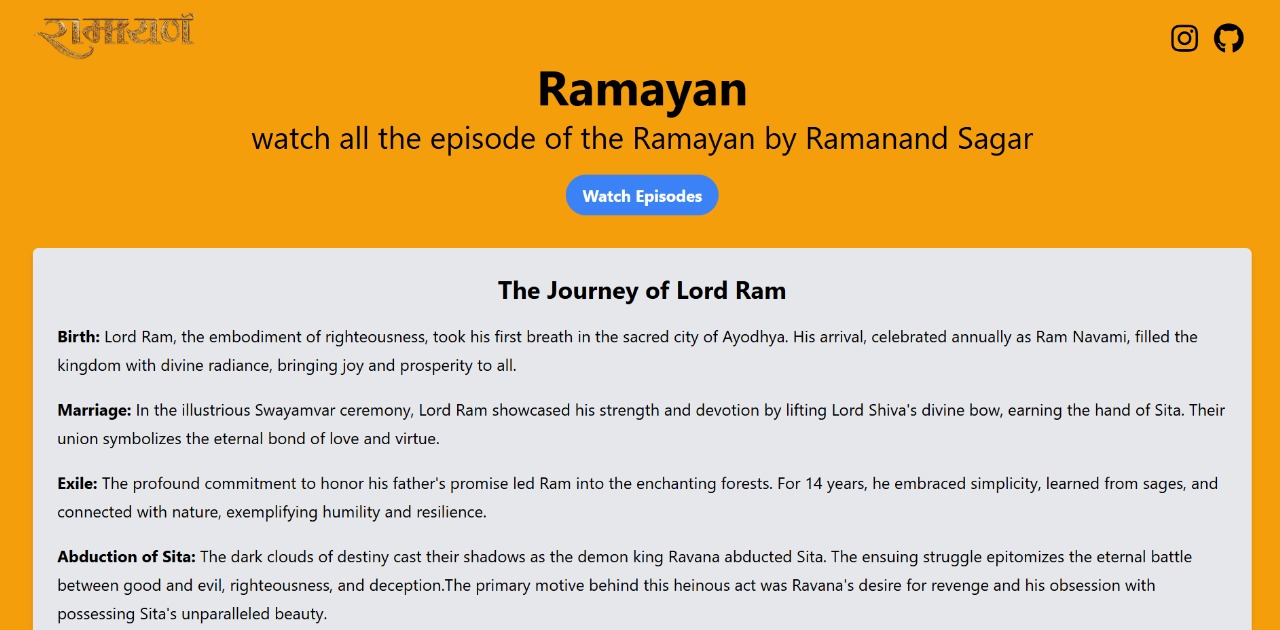 रामायण
Ramayan
watch all the episode of the Ramayan by Ramanand Sagar
Watch Episodes
The Journey of Lord Ram
Birth: Lord Ram, the embodiment of righteousness, took his first breath in the sacred city of Ayodhya. His arrival, celebrated annually as Ram Navami, filled the
kingdom with divine radiance, bringing joy and prosperity to all.
Marriage: In the illustrious Swayamvar ceremony, Lord Ram showcased his strength and devotion by lifting Lord Shiva's divine bow, earning the hand of Sita. Their
union symbolizes the eternal bond of love and virtue.
Exile: The profound commitment to honor his father's promise led Ram into the enchanting forests. For 14 years, he embraced simplicity, learned from sages, and
connected with nature, exemplifying humility and resilience.
Abduction of Sita: The dark clouds of destiny cast their shadows as the demon king Ravana abducted Sita. The ensuing struggle epitomizes the eternal battle
between good and evil, righteousness, and deception.The primary motive behind this heinous act was Ravana's desire for revenge and his obsession with
possessing Sita's unparalleled beauty.